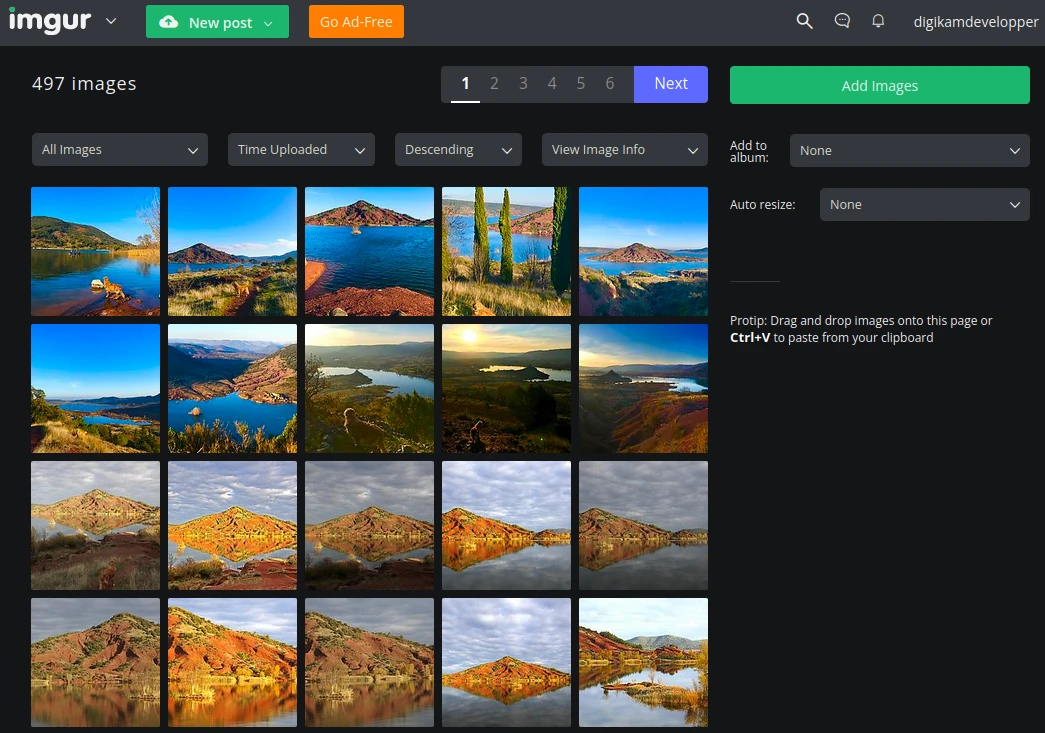 imgur
New post
Go Ad-Free
digikamdevelopper
497 images
1 2 3 4 5 6 Next
Add Images
All Images
Time Uploaded
Descending
View Image Info
Add to
album:
None
Auto resize:
None
Protip: Drag and drop images onto this page or
Ctrl+V to paste from your clipboard